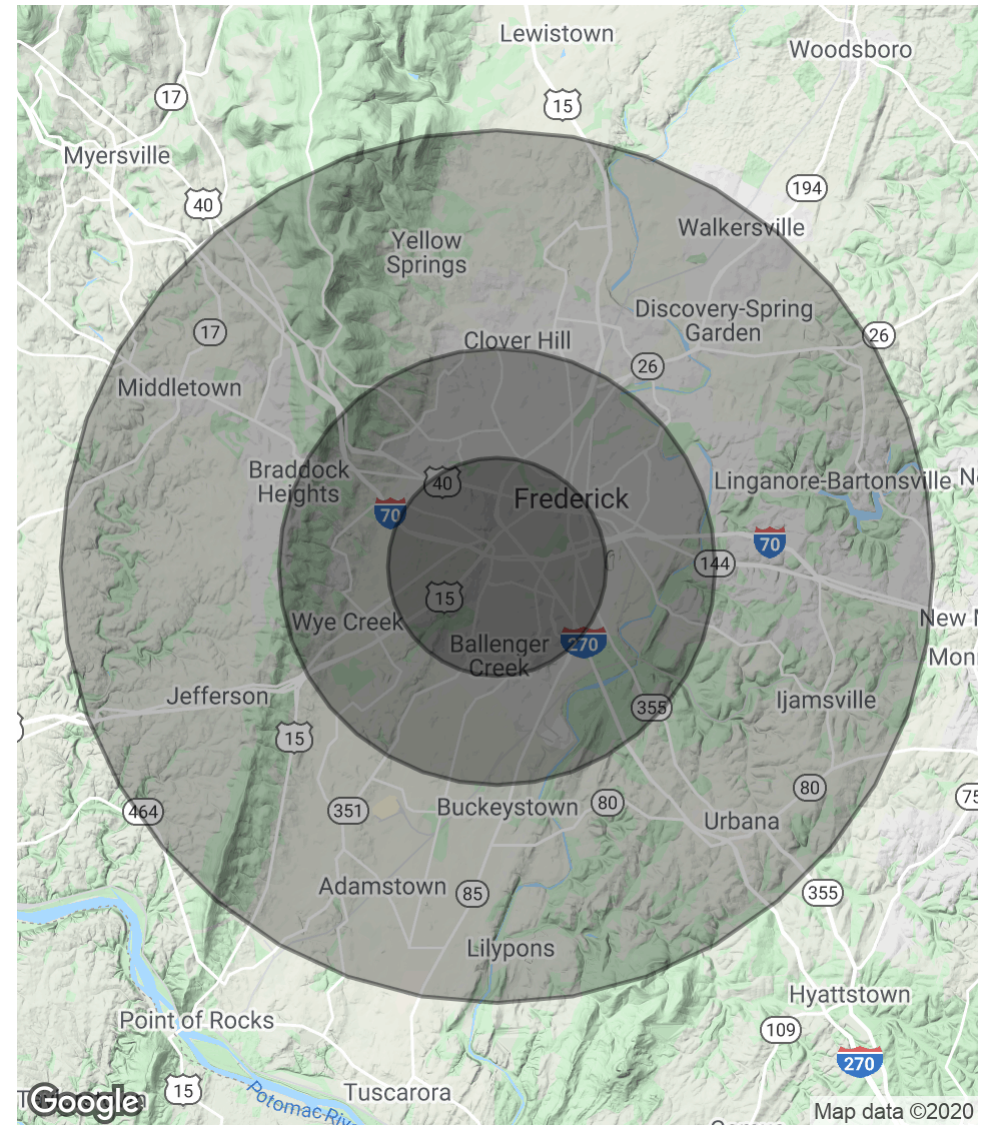 Lewistown
Woodsboro
17
15
Myersville
194
40
Walkersville
Yellow
Springs
Discovery-Spring
Garden
17
Clover Hill
26
26
Middletown
Braddock
Heights
40
Linganore-Bartonsville
Frederick
70
70
144
15
Wye Creek
New
Ballenger
Creek
270
Jefferson
Ijamsville
355
15
464
351
Buckeystown
80
80
75
Urbana
Adamstown
85
355
Lilypons
Hyattstown
Point of Rocks
109
270
15
Tuscarora
Google
Potomac Riv
Map data ©2020